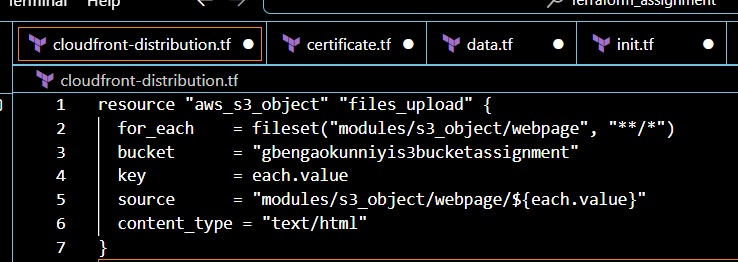 Terminal Terraform_assignment
cloudfront-distribution.tf certificate.tf data.tf init.tf
cloudfront-distribution.tf
1 resource "aws_s3_object" "files_upload" {
2 for_each = fileset("modules/s3_object/webpage", "**/*")
3 bucket = "gbengaokunniyis3bucketassignment"
4 key = each.value
5 source = "modules/s3_object/webpage/${each.value}"
6 content_type = "text/html"
7 }